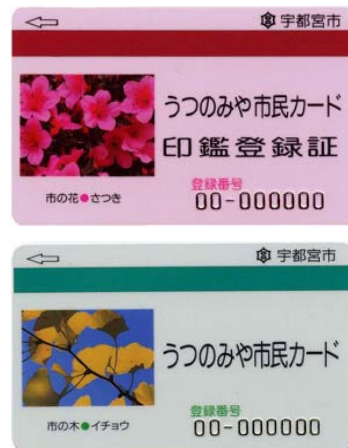 宇都宮市
うつのみや市民カード
印鑑登録証
市の花●さつき
登録番号
00-000000
宇都宮市
うつのみや市民カード
市の木●イチョウ
登録番号
00-000000